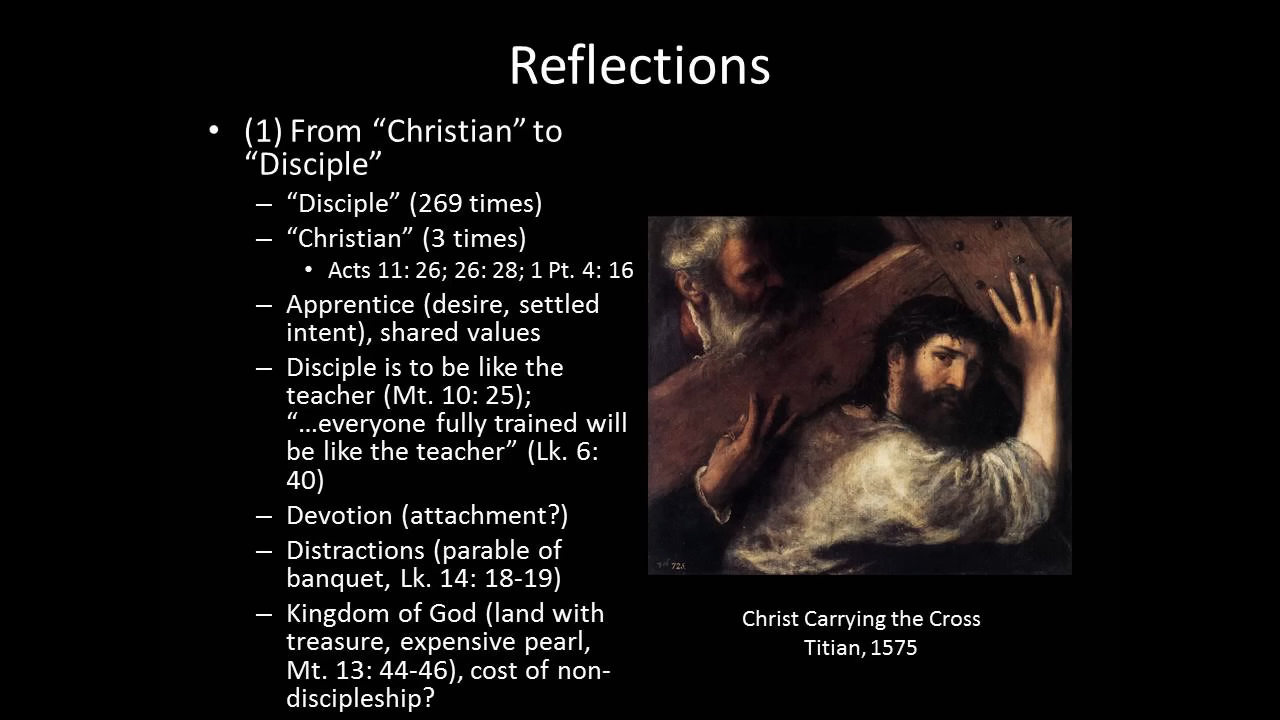 Reflections
• (1) From “Christian” to
“Disciple”
– “Disciple” (269 times)
– “Christian” (3 times)
• Acts 11: 26; 26: 28; 1 Pt. 4: 16
– Apprentice (desire, settled
intent), shared values
– Disciple is to be like the
teacher (Mt. 10: 25);
“…everyone fully trained will
be like the teacher” (Lk. 6:
40)
– Devotion (attachment?)
– Distractions (parable of
banquet, Lk. 14: 18-19)
– Kingdom of God (land with
treasure, expensive pearl,
Mt. 13: 44-46), cost of non-
discipleship?
Christ Carrying the Cross
Titian, 1575